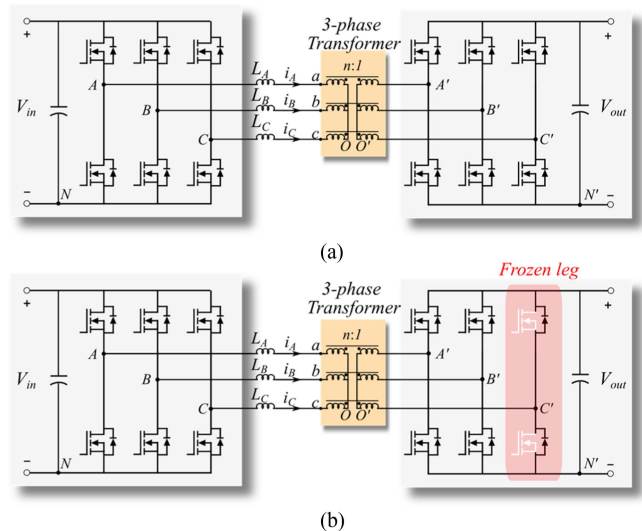 3-phase
Transformer
n:1
+ L_A i_A a + 
A A'
V_in L_B i_B b V_out
B B'
L_C i_C c
C C'
O O'
− N N' −
(a)
Frozen leg
3-phase
Transformer
n:1
+ L_A i_A a +
A A'
V_in L_B i_B b V_out
B B'
L_C i_C c
C C'
O O'
− N N' −
(b)